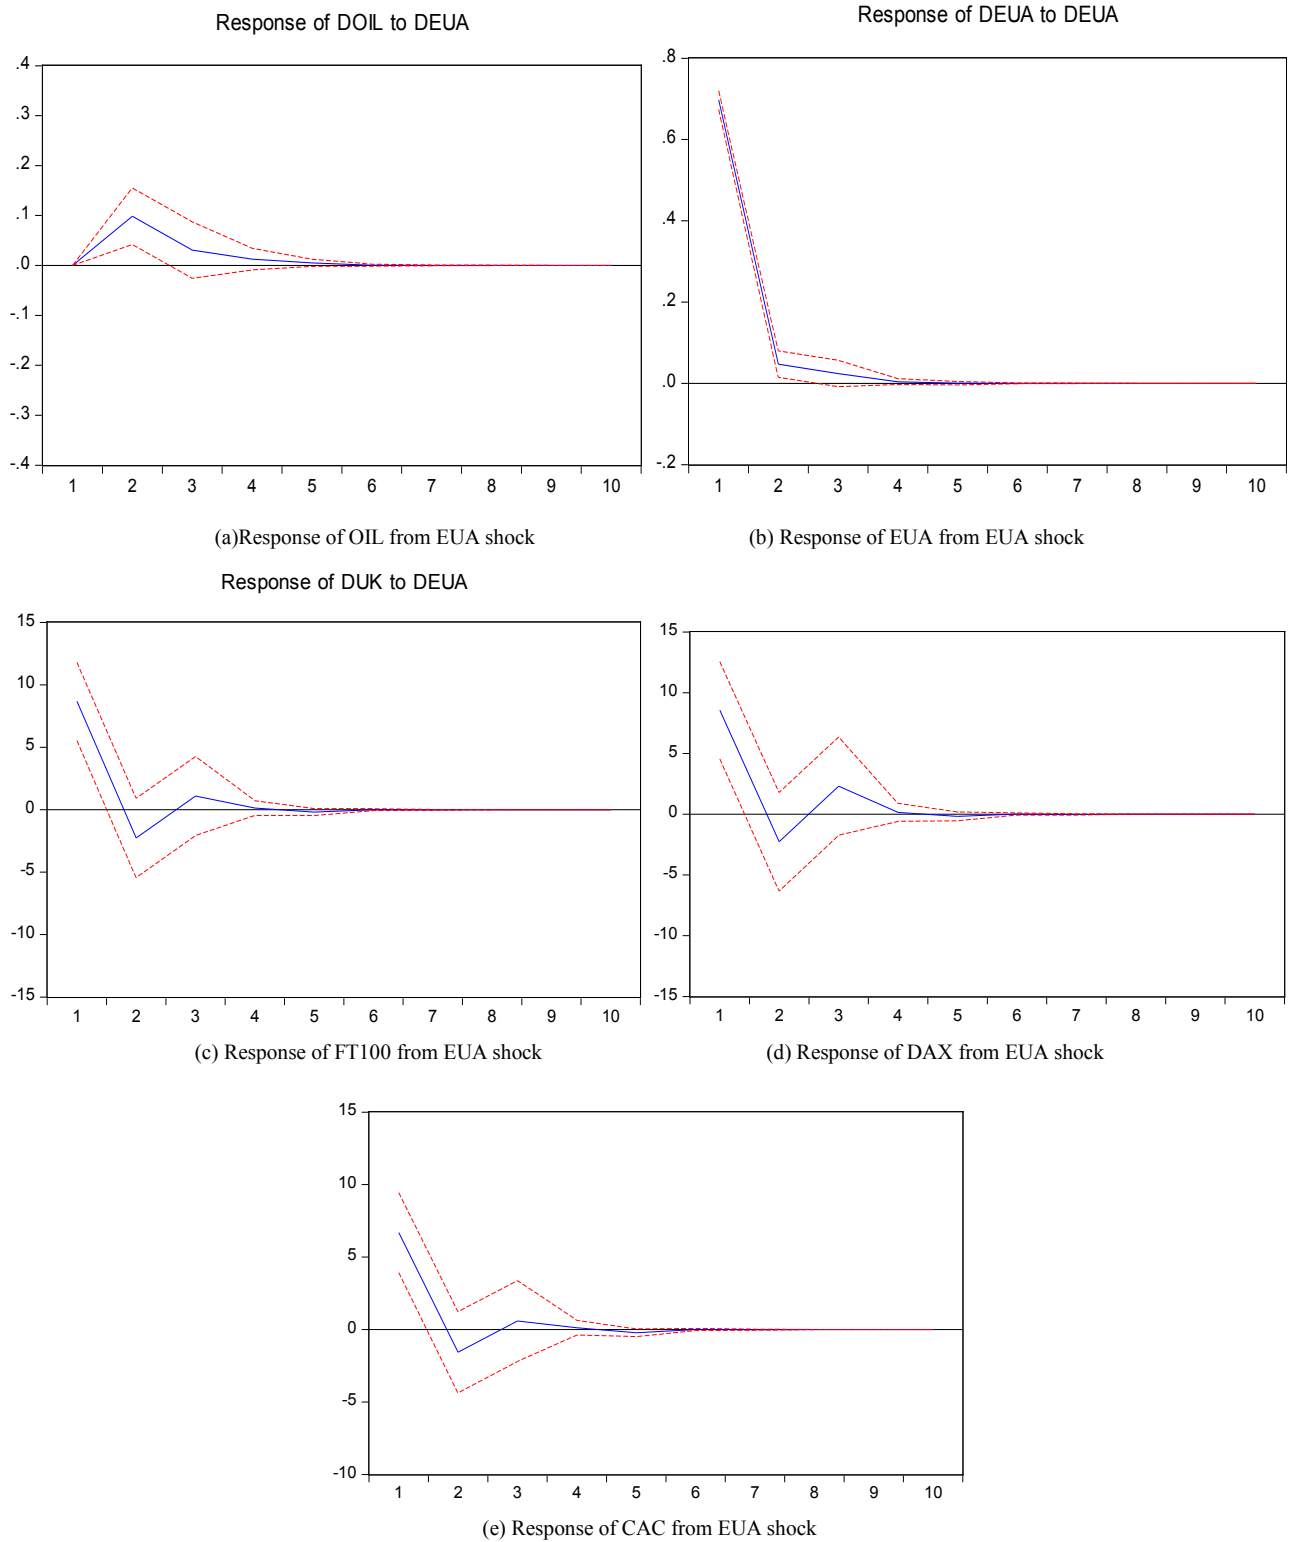 Response of DOIL to DEUA
.4
.3
.2
.1
.0
-.1
-.2
-.3
-.4
1 2 3 4 5 6 7 8 9 10
(a)Response of OIL from EUA shock
Response of DEUA to DEUA
.8
.6
.4
.2
.0
-.2
1 2 3 4 5 6 7 8 9 10
(b) Response of EUA from EUA shock
Response of DUK to DEUA
15
10
5
0
-5
-10
-15
1 2 3 4 5 6 7 8 9 10
(c) Response of FT100 from EUA shock
15
10
5
0
-5
-10
-15
1 2 3 4 5 6 7 8 9 10
(d) Response of DAX from EUA shock
15
10
5
0
-5
-10
1 2 3 4 5 6 7 8 9 10
(e) Response of CAC from EUA shock